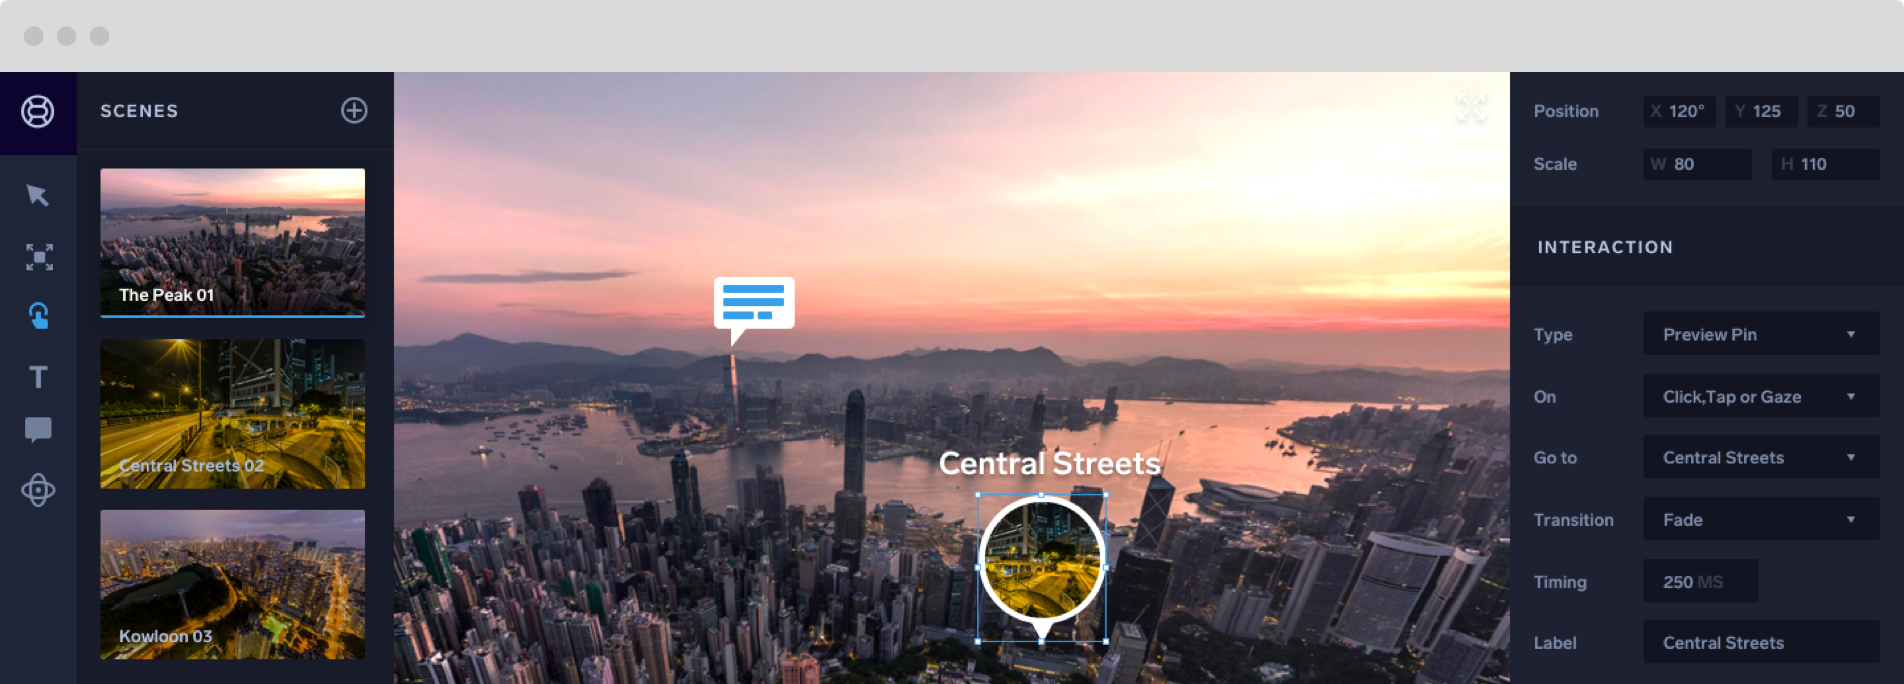 SCENES
The Peak 01
Central Streets 02
Kowloon 03
T
Central Streets
Position X 120° Y 125 Z 50
Scale W 80 H 110
INTERACTION
Type Preview Pin
On Click,Tap or Gaze
Go to Central Streets
Transition Fade
Timing 250 MS
Label Central Streets